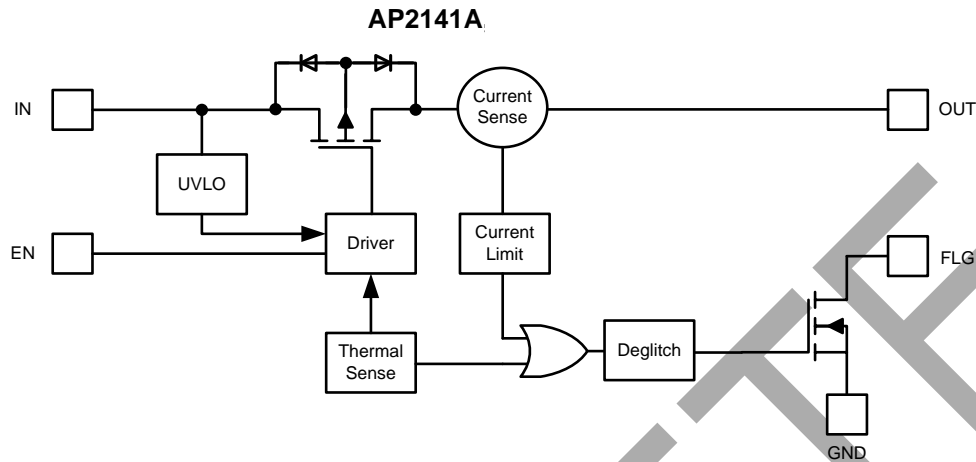 AP2141A
IN
Current
Sense
OUT
UVLO
EN
Driver
Current
Limit
FLG
Thermal
Sense
Deglitch
GND